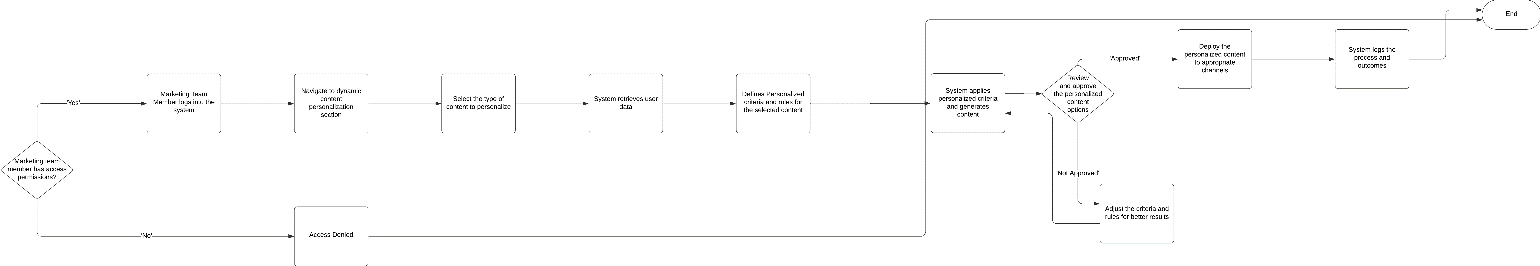 End
Deploy the
personalized content
to appropriate
channels
System logs the
process and
outcomes
'Approved'
Marketing Team
Member logs into the
system
Navigate to dynamic
content
personalization
section
Select the type of
content to personalize
System retrieves user
data
Defines Personalized
criteria and rules for
the selected content
System applies
personalized criteria
and generates
content
review
and approve
the personalized
content
options
'Yes'
Marketing team
member has access
permissions?
Not Approved'
Adjust the criteria and
rules for better results
'No'
Access Denied